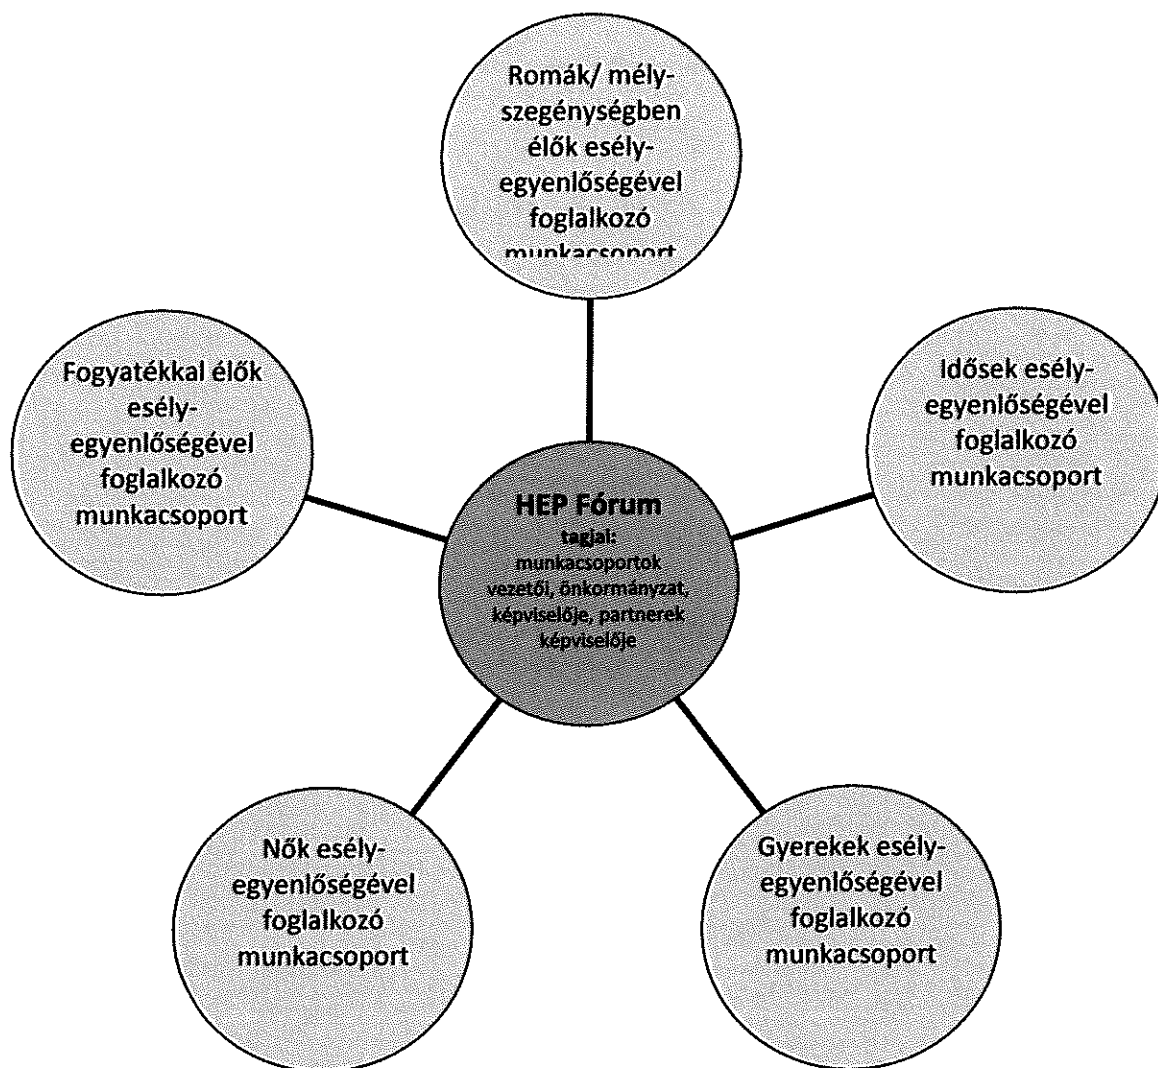 Romák/ mély-
szegénységben
élők esély-
egyenlőségével
foglalkozó
munkacsoport
Fogyatékkal élők
esély-
egyenlőségével
foglalkozó
munkacsoport
Idősek esély-
egyenlőségével
foglalkozó
munkacsoport
HEP Fórum
tagjai:
munkacsoportok
vezetői, önkormányzat,
képviselője, partnerek
képviselője
Nők esély-
egyenlőségével
foglalkozó
munkacsoport
Gyerekek esély-
egyenlőségével
foglalkozó
munkacsoport